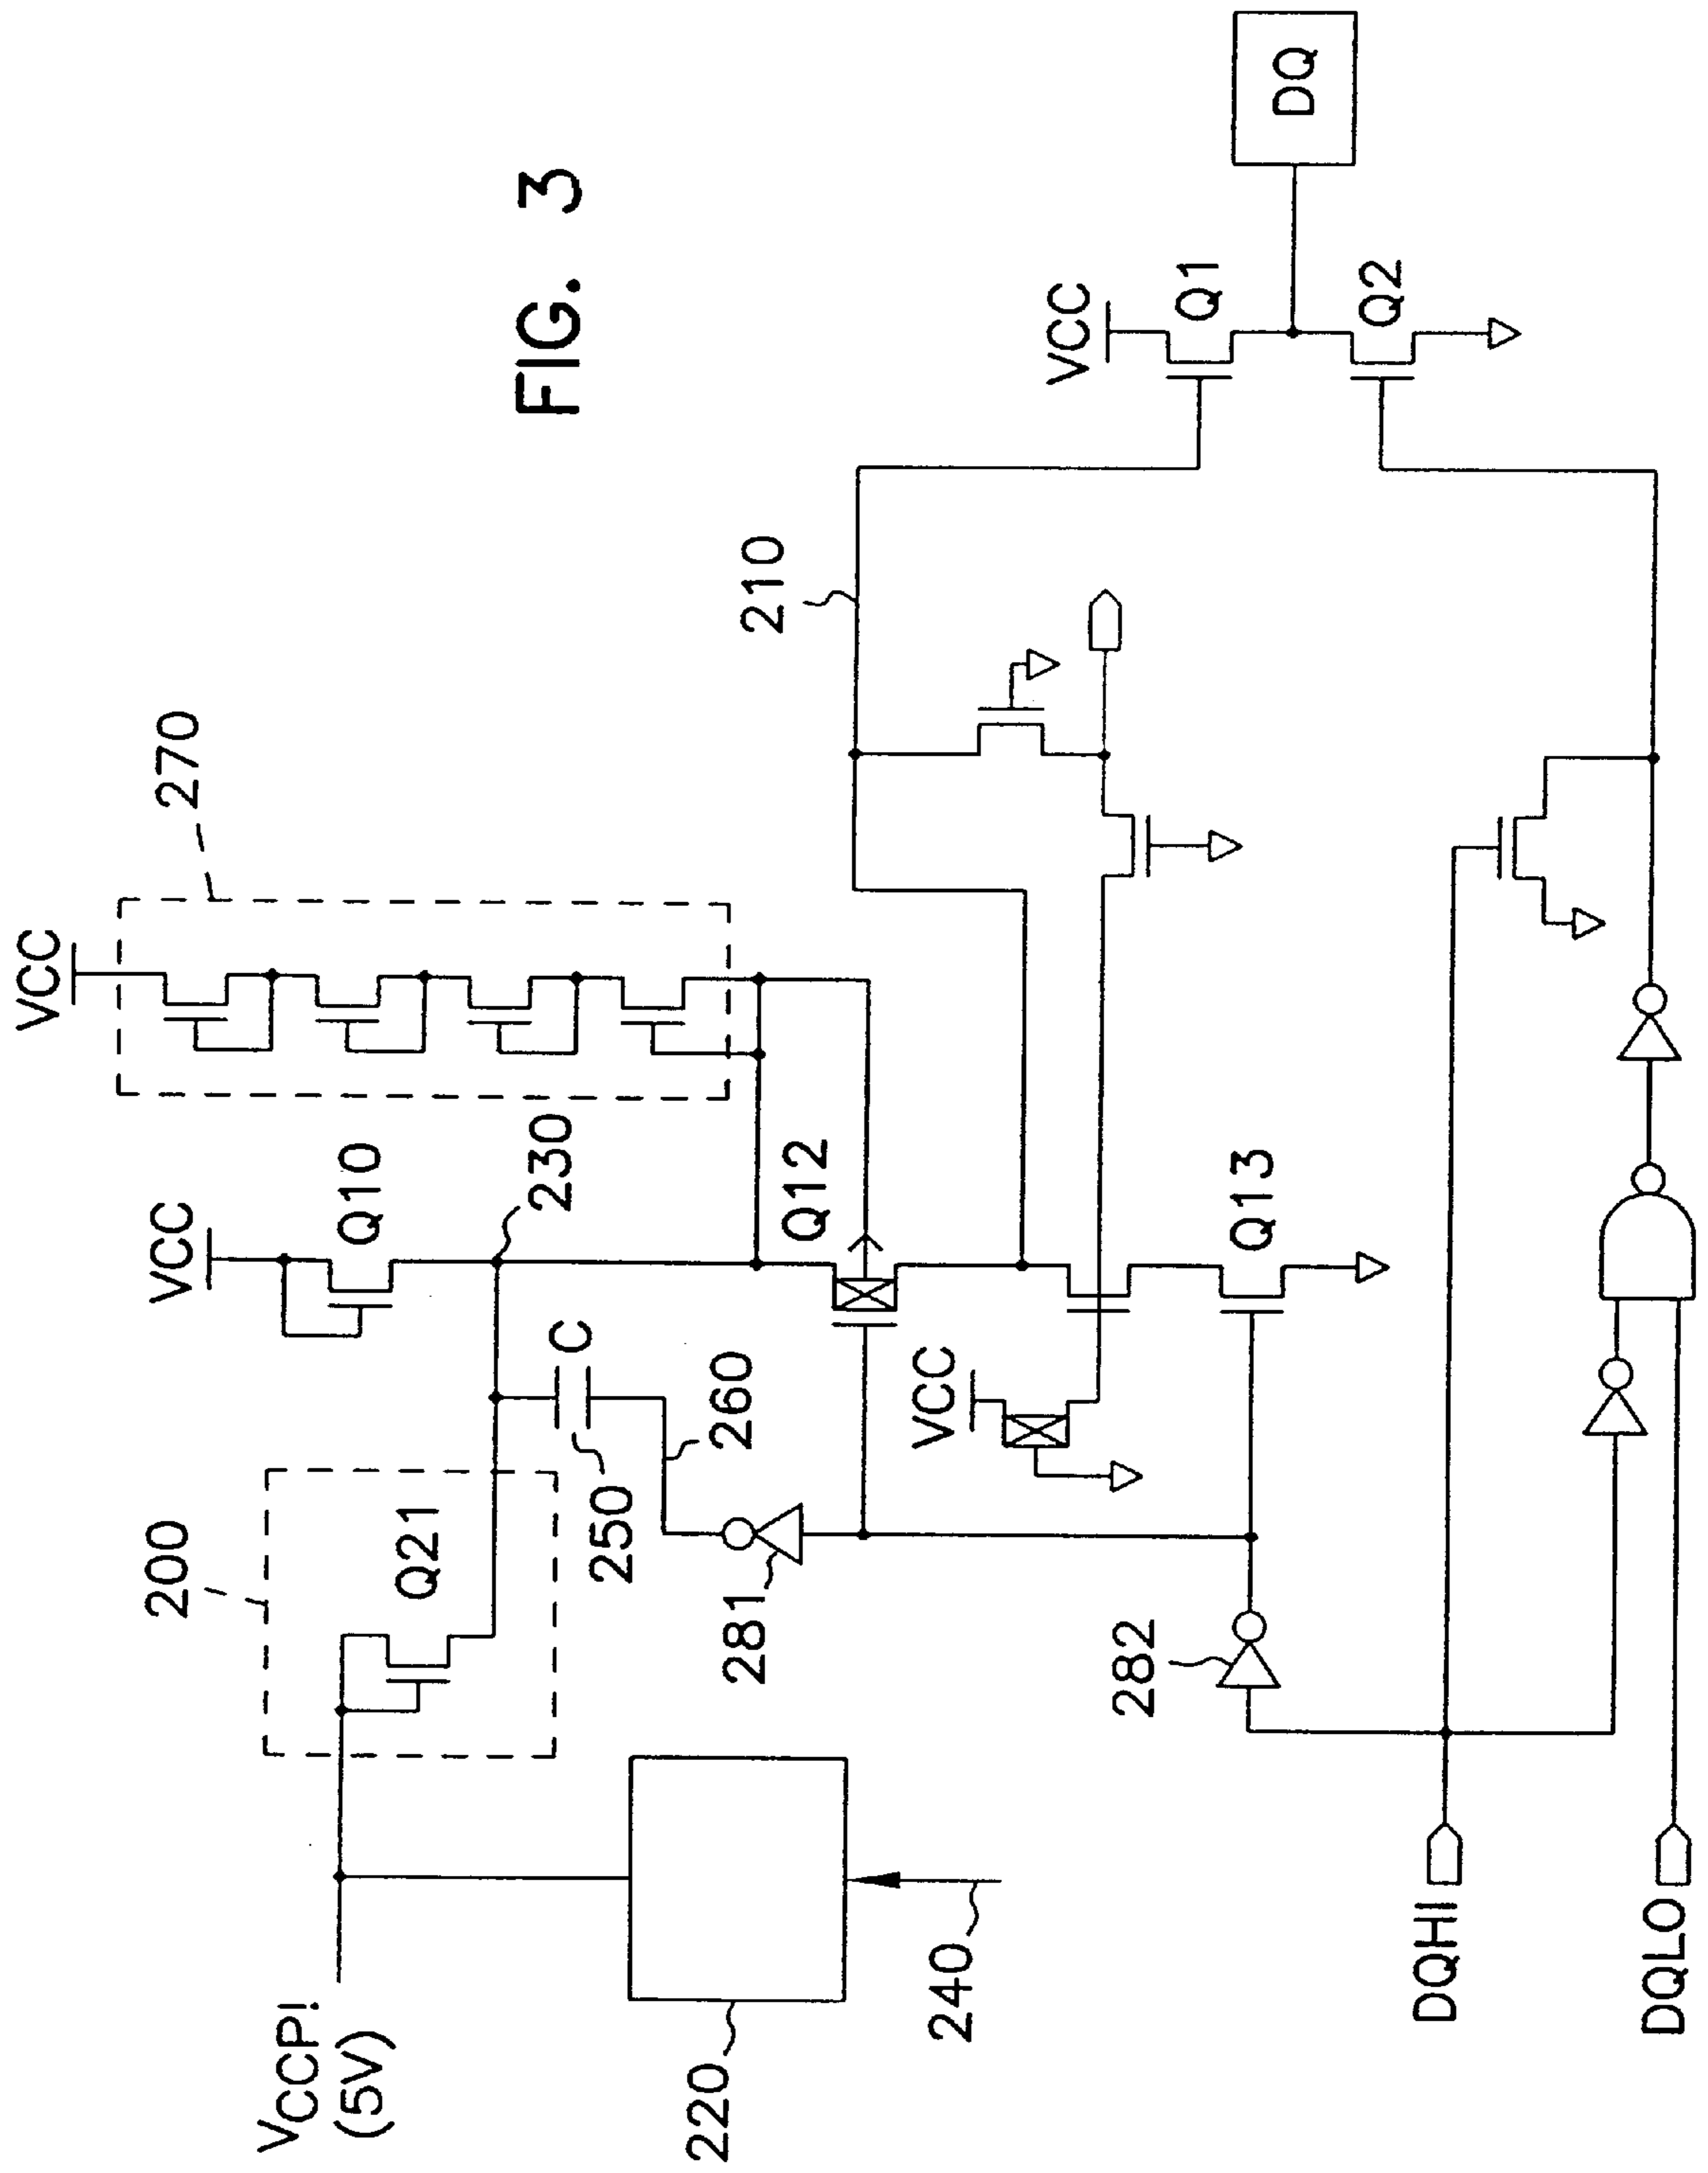 FIG. 3
VCCP!
(5V)
200
Q21
VCC
Q10
230
VCC
270
250
C
260
281
Q12
210
VCC
220
240
282
Q13
VCC
Q1
Q2
DQ
DQHI
DQLO